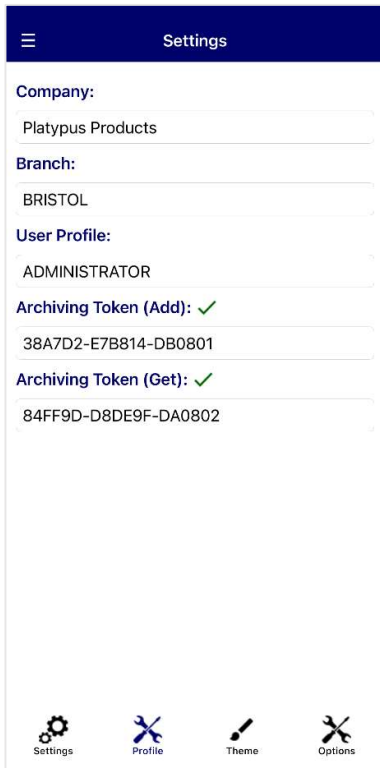 Settings
Company:
Platypus Products
Branch:
BRISTOL
User Profile:
ADMINISTRATOR
Archiving Token (Add):
38A7D2-E7B814-DB0801
Archiving Token (Get):
84FF9D-D8DE9F-DA0802
Settings Profile Theme Options